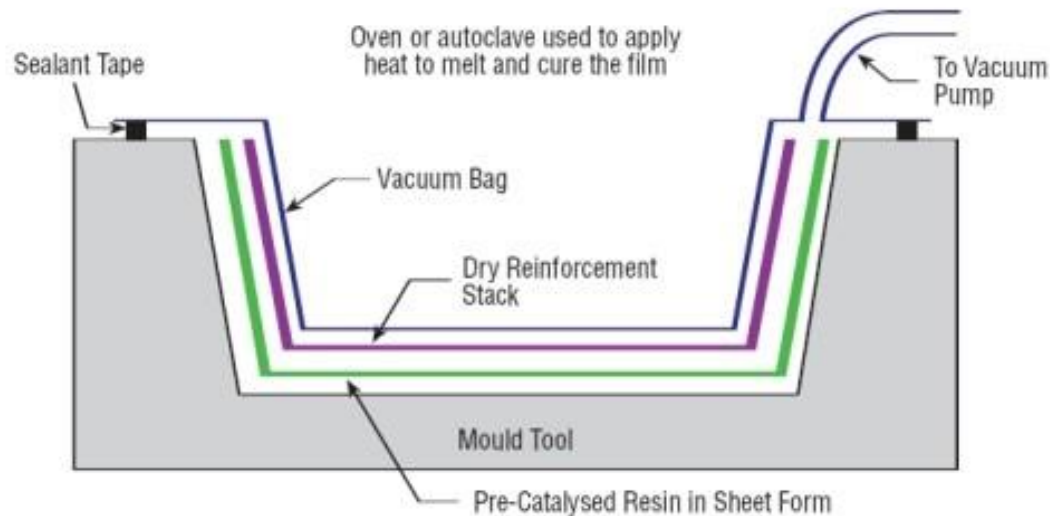 Oven or autoclave used to apply
heat to melt and cure the film
Sealant Tape
To Vacuum
Pump
Vacuum Bag
Dry Reinforcement
Stack
Mould Tool
Pre-Catalysed Resin in Sheet Form